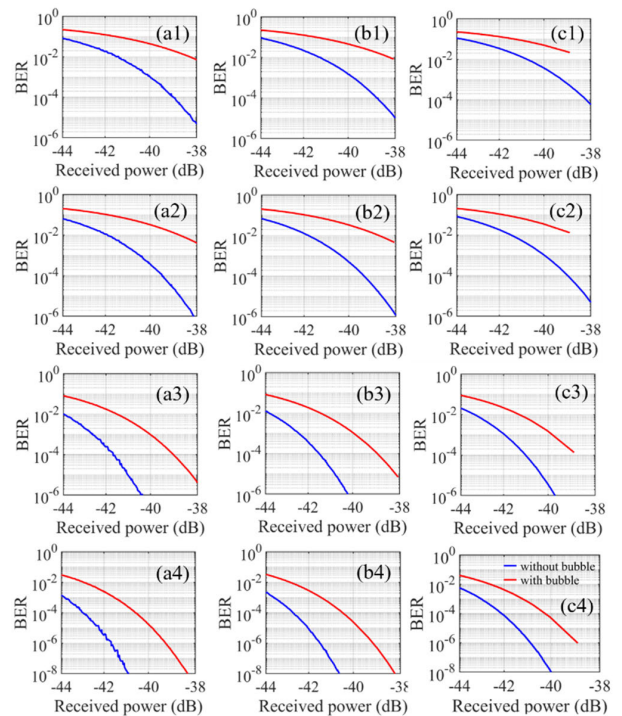 (a1)
BER
10^0
10^-2
10^-4
10^-6
-44 -42 -40 -38
Received power (dB)
(b1)
BER
10^0
10^-2
10^-4
10^-6
-44 -42 -40 -38
Received power (dB)
(c1)
BER
10^0
10^-2
10^-4
10^-6
-44 -42 -40 -38
Received power (dB)
(a2)
BER
10^0
10^-2
10^-4
10^-6
-44 -42 -40 -38
Received power (dB)
(b2)
BER
10^0
10^-2
10^-4
10^-6
-44 -42 -40 -38
Received power (dB)
(c2)
BER
10^0
10^-2
10^-4
10^-6
-44 -42 -40 -38
Received power (dB)
(a3)
BER
10^0
10^-2
10^-4
10^-6
-44 -42 -40 -38
Received power (dB)
(b3)
BER
10^0
10^-2
10^-4
10^-6
-44 -42 -40 -38
Received power (dB)
(c3)
BER
10^0
10^-2
10^-4
10^-6
-44 -42 -40 -38
Received power (dB)
(a4)
BER
10^0
10^-2
10^-4
10^-6
10^-8
-44 -42 -40 -38
Received power (dB)
(b4)
BER
10^0
10^-2
10^-4
10^-6
10^-8
-44 -42 -40 -38
Received power (dB)
without bubble
with bubble
(c4)
BER
10^0
10^-2
10^-4
10^-6
10^-8
-44 -42 -40 -38
Received power (dB)